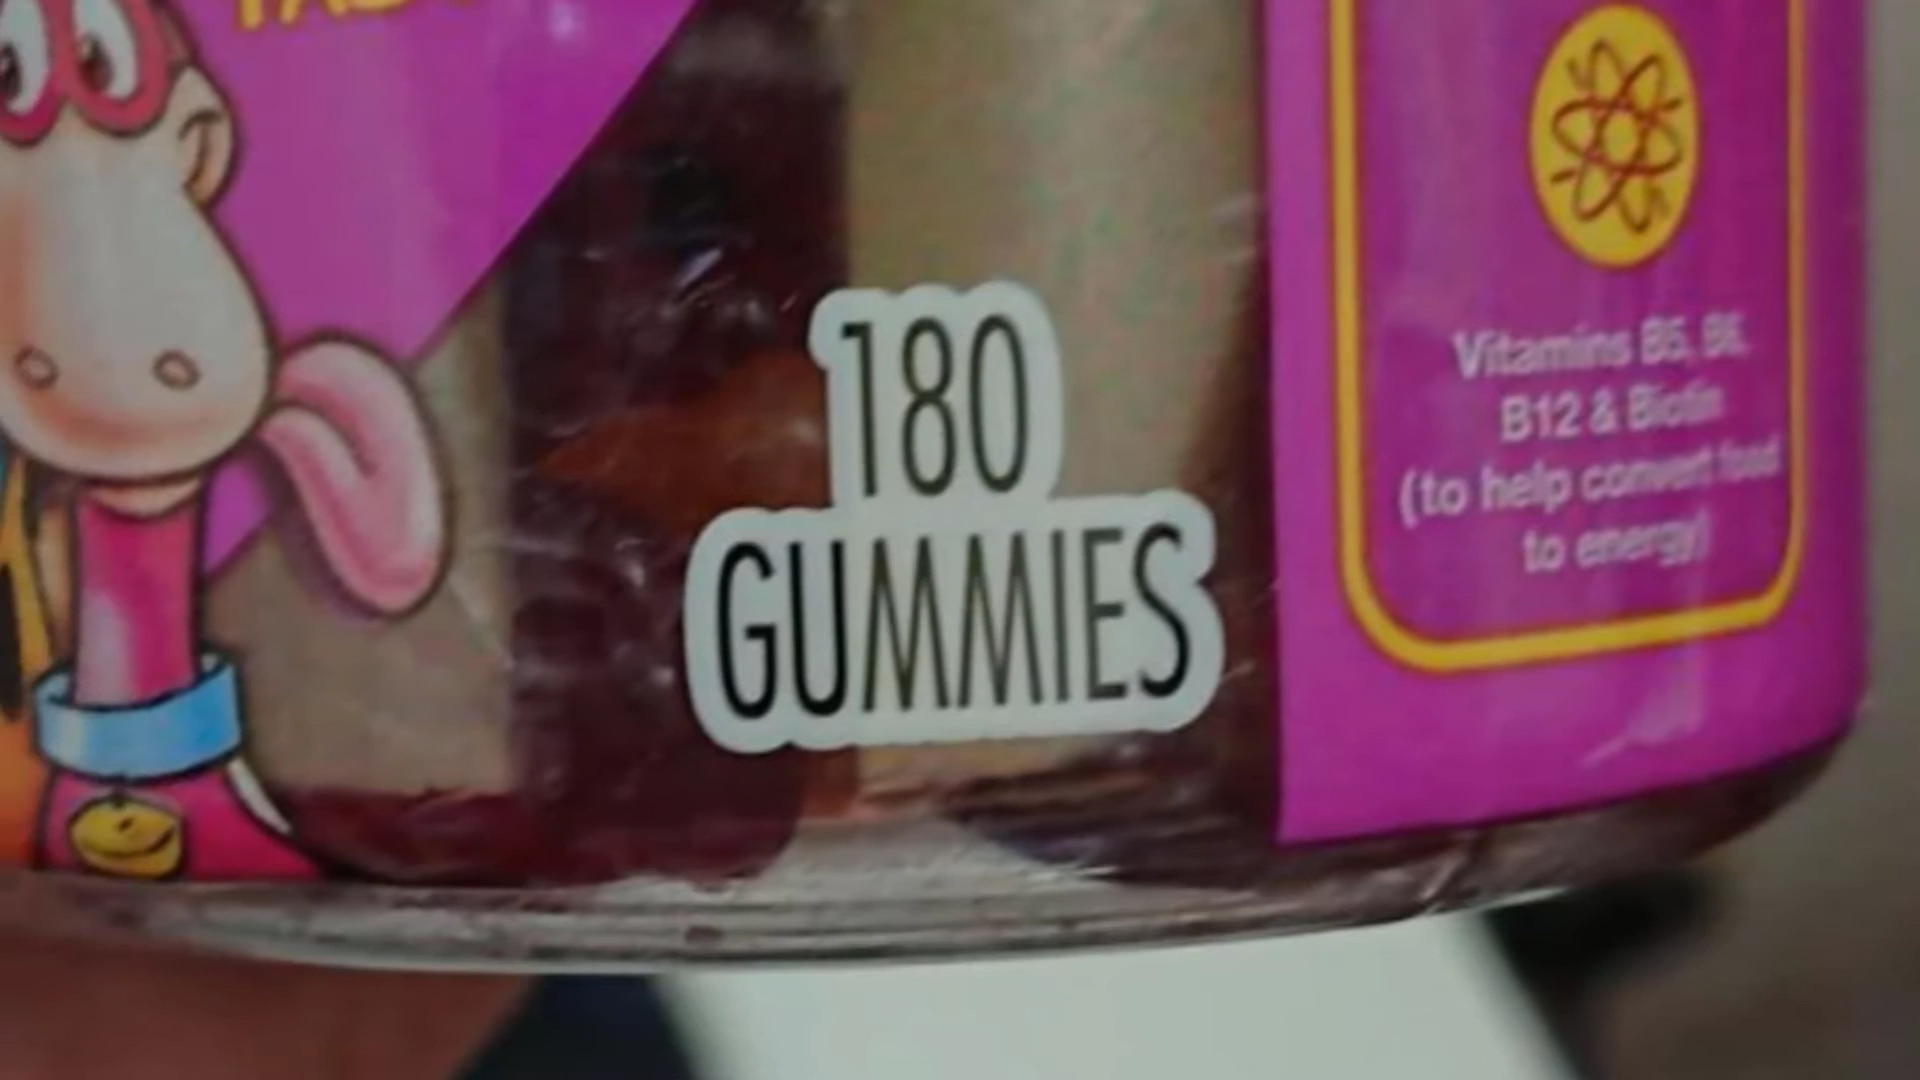 180
GUMMIES
Vitamins B5, B6,
B12 & Biotin
(to help convert food
to energy)